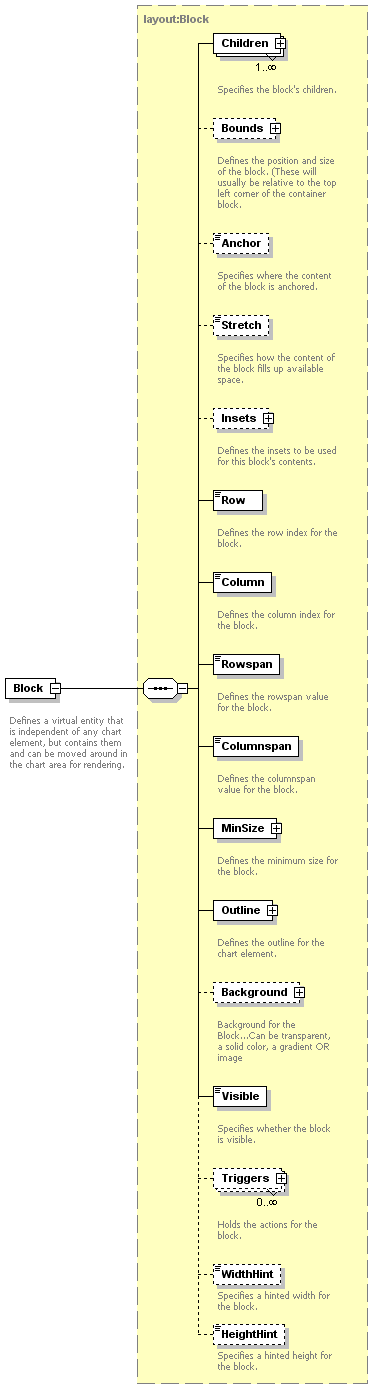 layout:Block
Children
1..∞
Specifies the block's children.
Bounds
Defines the position and size
of the block. (These will
usually be relative to the top
left corner of the container
block.
Anchor
Specifies where the content
of the block is anchored.
Stretch
Specifies how the content of
the block fills up available
space.
Insets
Defines the insets to be used
for this block's contents.
Row
Defines the row index for the
block.
Column
Defines the column index for
the block.
Rowspan
Defines the rowspan value
for the block.
Block
Defines a virtual entity that
is independent of any chart
element, but contains them
and can be moved around in
the chart area for rendering.
Columnspan
Defines the columnspan
value for the block.
MinSize
Defines the minimum size for
the block.
Outline
Defines the outline for the
chart element.
Background
Background for the
Block...Can be transparent,
a solid color, a gradient OR
image
Visible
Specifies whether the block
is visible.
Triggers
0..∞
Holds the actions for the
block.
WidthHint
Specifies a hinted width for
the block.
HeightHint
Specifies a hinted height for
the block.